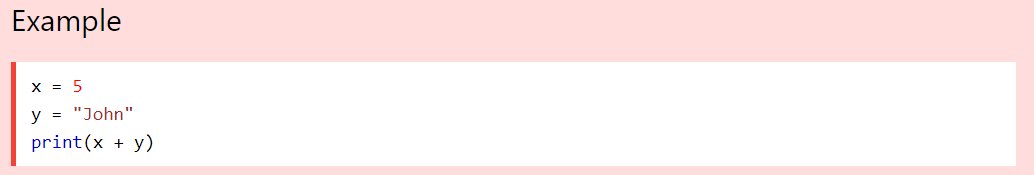 Example
x = 5
y = "John"
print(x + y)